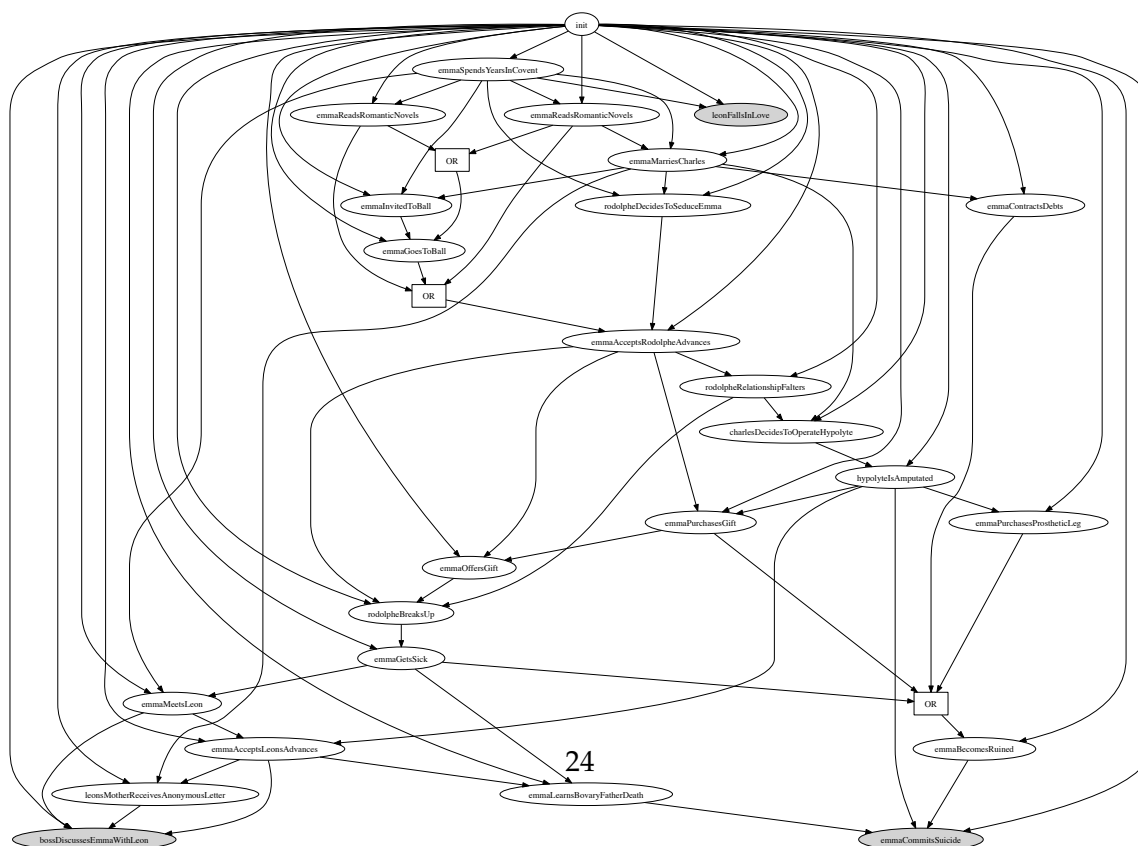 init
emmaSpendsYearsInCovent
emmaReadsRomanticNovels
emmaReadsRomanticNovels
leonFallsInLove
OR
emmaMarriesCharles
emmaInvitedToBall
rodolpheDecidesToSeduceEmma
emmaContractsDebts
emmaGoesToBall
OR
emmaAcceptsRodolpheAdvances
rodolpheRelationshipFalters
charlesDecidesToOperateHypolyte
hypolyteIsAmputated
emmaPurchasesGift
emmaPurchasesProstheticLeg
emmaOffersGift
rodolpheBreaksUp
emmaGetsSick
emmaMeetsLeon
OR
emmaAcceptsLeonsAdvances
emmaBecomesRuined
24
leonsMotherReceivesAnonymousLetter
emmaLearnsBovaryFatherDeath
bossDiscussesEmmaWithLeon
emmaCommitsSuicide